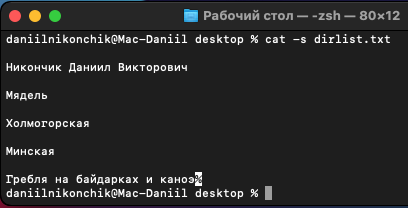 Рабочий стол — -zsh — 80×12
daniilnikonchik@Mac-Daniil desktop % cat -s dirlist.txt
Никончик Даниил Викторович
Мядель
Холмогорская
Минская
Гребля на байдарках и каноэ%
daniilnikonchik@Mac-Daniil desktop %